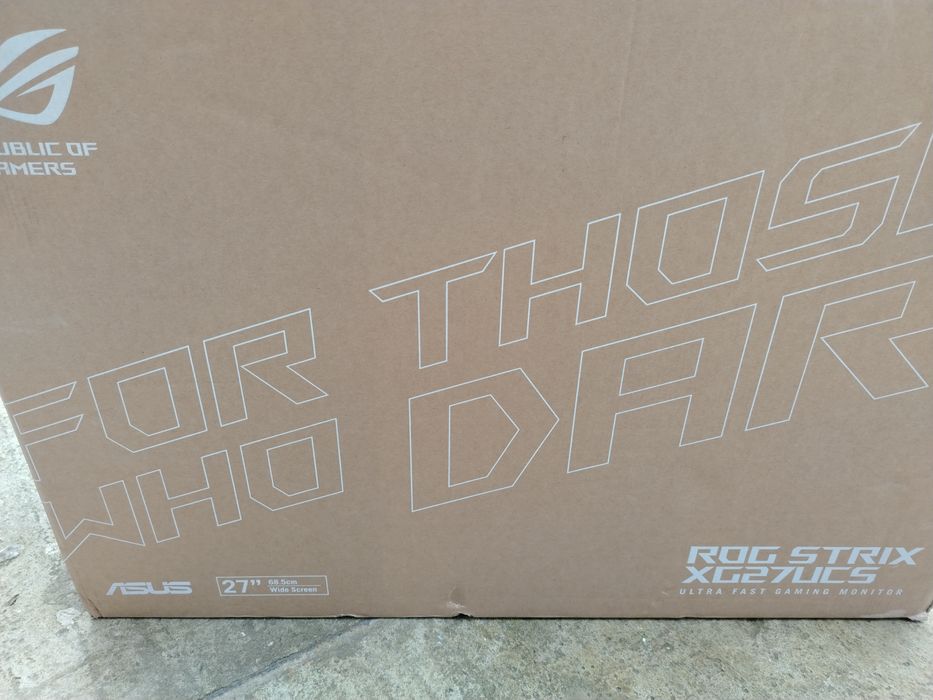 UBLIC OF
AMERS
FOR THOSE
WHO DAR
ASUS
27” 68.5cm
Wide Screen
ROG STRIX
XG27UCS
ULTRA FAST GAMING MONITOR